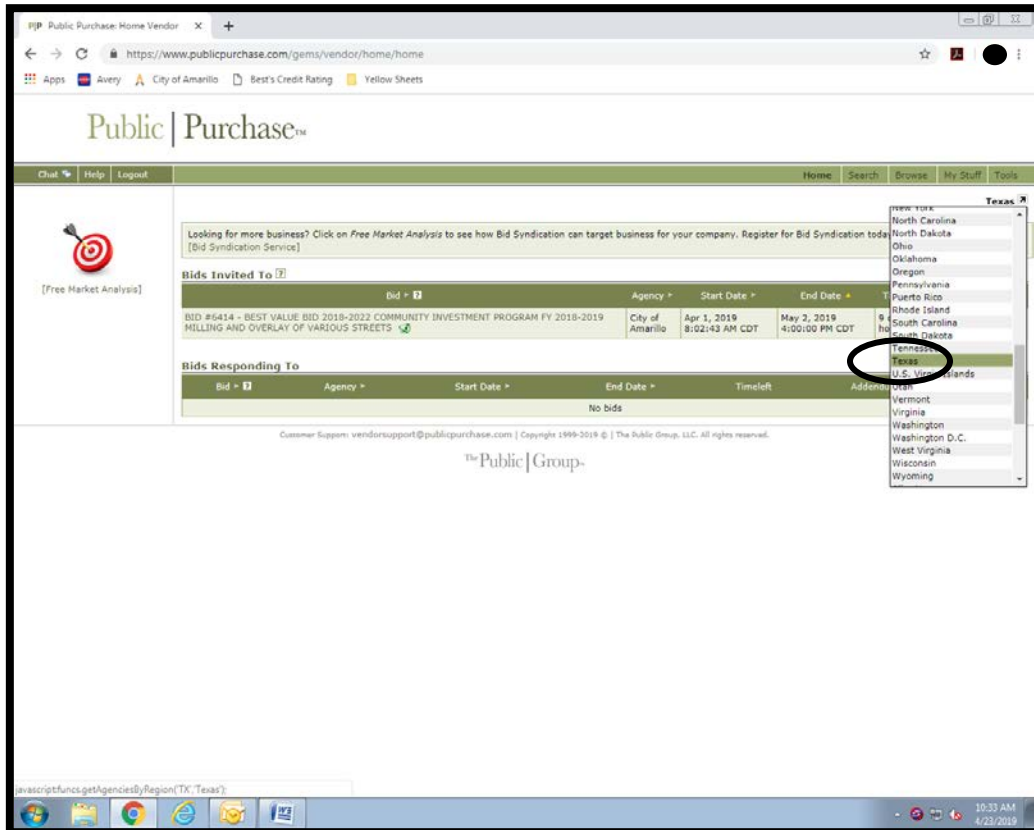 PJP Public Purchase: Home Vendor
https://www.publicpurchase.com/gems/vendor/home/home
Apps Avery City of Amarillo Best's Credit Rating Yellow Sheets
Public | Purchase™
Chat Help Logout Home Search Browse My Stuff Tools
Texas
Looking for more business? Click on Free Market Analysis to see how Bid Syndication can target business for your company. Register for Bid Syndication
[Bid Syndication Service]
[Free Market Analysis]
Bids Invited To ?
Bid ? Agency Start Date End Date
BID #6414 - BEST VALUE BID 2018-2022 COMMUNITY INVESTMENT PROGRAM FY 2018-2019 City of Apr 1, 2019 May 2, 2019 9
MILLING AND OVERLAY OF VARIOUS STREETS Amarillo 8:02:43 AM CDT 4:00:00 PM CDT
Bids Responding To
Bid ? Agency Start Date End Date Timeleft
No bids
New York
North Carolina
North Dakota
Ohio
Oklahoma
Oregon
Pennsylvania
Puerto Rico
Rhode Island
South Carolina
South Dakota
Tennessee
Texas
U.S. Virgin Islands
Utah
Vermont
Virginia
Washington
Washington D.C.
West Virginia
Wisconsin
Wyoming
Customer Support: vendorsupport@publicpurchase.com | Copyright 1999-2019 © | The Public Group, LLC. All rights reserved.
The Public | Group™
javascript:funcs.getAgenciesByRegion('TX','Texas');
10:33 AM
4/23/2019